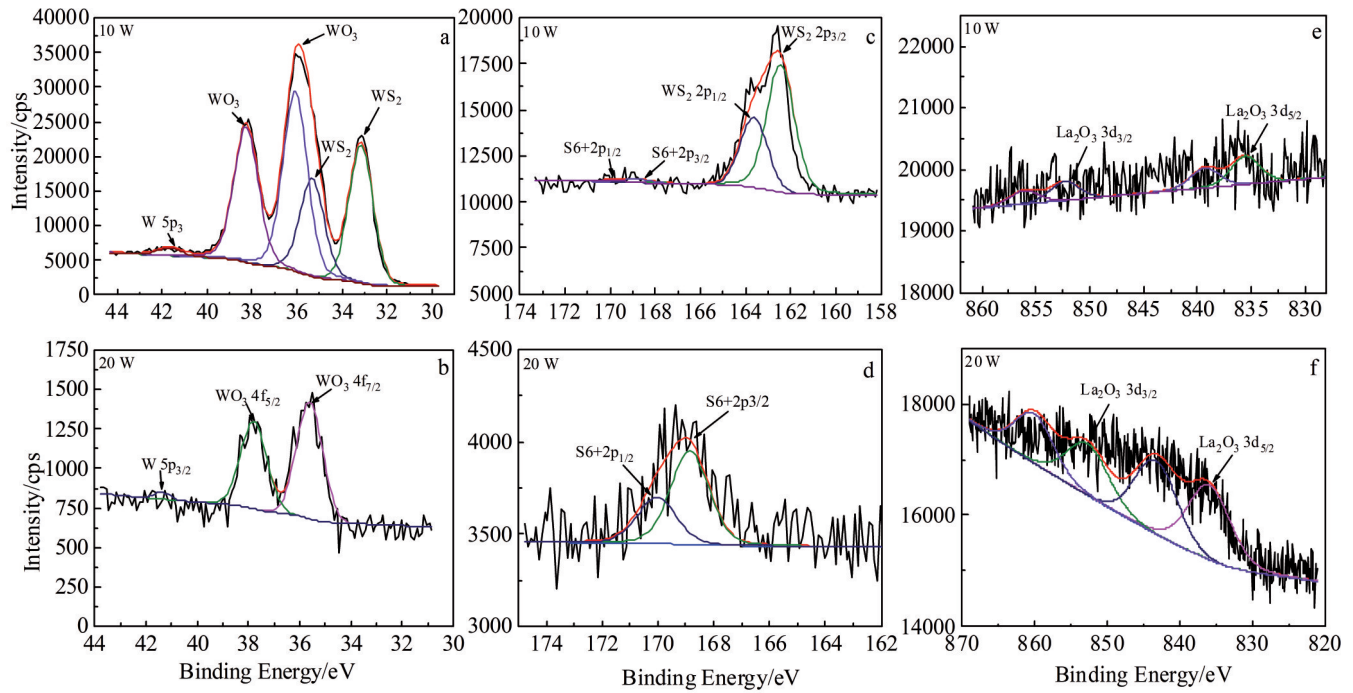 40000
35000
30000
25000
20000
15000
10000
5000
0
Intensity/cps
10 W
a
WO₃
WO₃
WS₂
WS₂
W 5p₃
44 42 40 38 36 34 32 30
20000
17500
15000
12500
10000
7500
5000
10 W
c
WS₂ 2p₃/₂
WS₂ 2p₁/₂
S6+2p₁/₂
S6+2p₃/₂
174 172 170 168 166 164 162 160 158
22000
21000
20000
19000
18000
10 W
e
La₂O₃ 3d₅/₂
La₂O₃ 3d₃/₂
860 855 850 845 840 835 830
1750
1500
1250
1000
750
500
250
0
Intensity/cps
20 W
b
WO₃ 4f₇/₂
WO₃ 4f₅/₂
W 5p₃/₂
44 42 40 38 36 34 32 30
Binding Energy/eV
4500
4000
3500
3000
20 W
d
S6+2p3/2
S6+2p₁/₂
174 172 170 168 166 164 162
Binding Energy/eV
18000
16000
14000
20 W
f
La₂O₃ 3d₃/₂
La₂O₃ 3d₅/₂
870 860 850 840 830 820
Binding Energy/eV